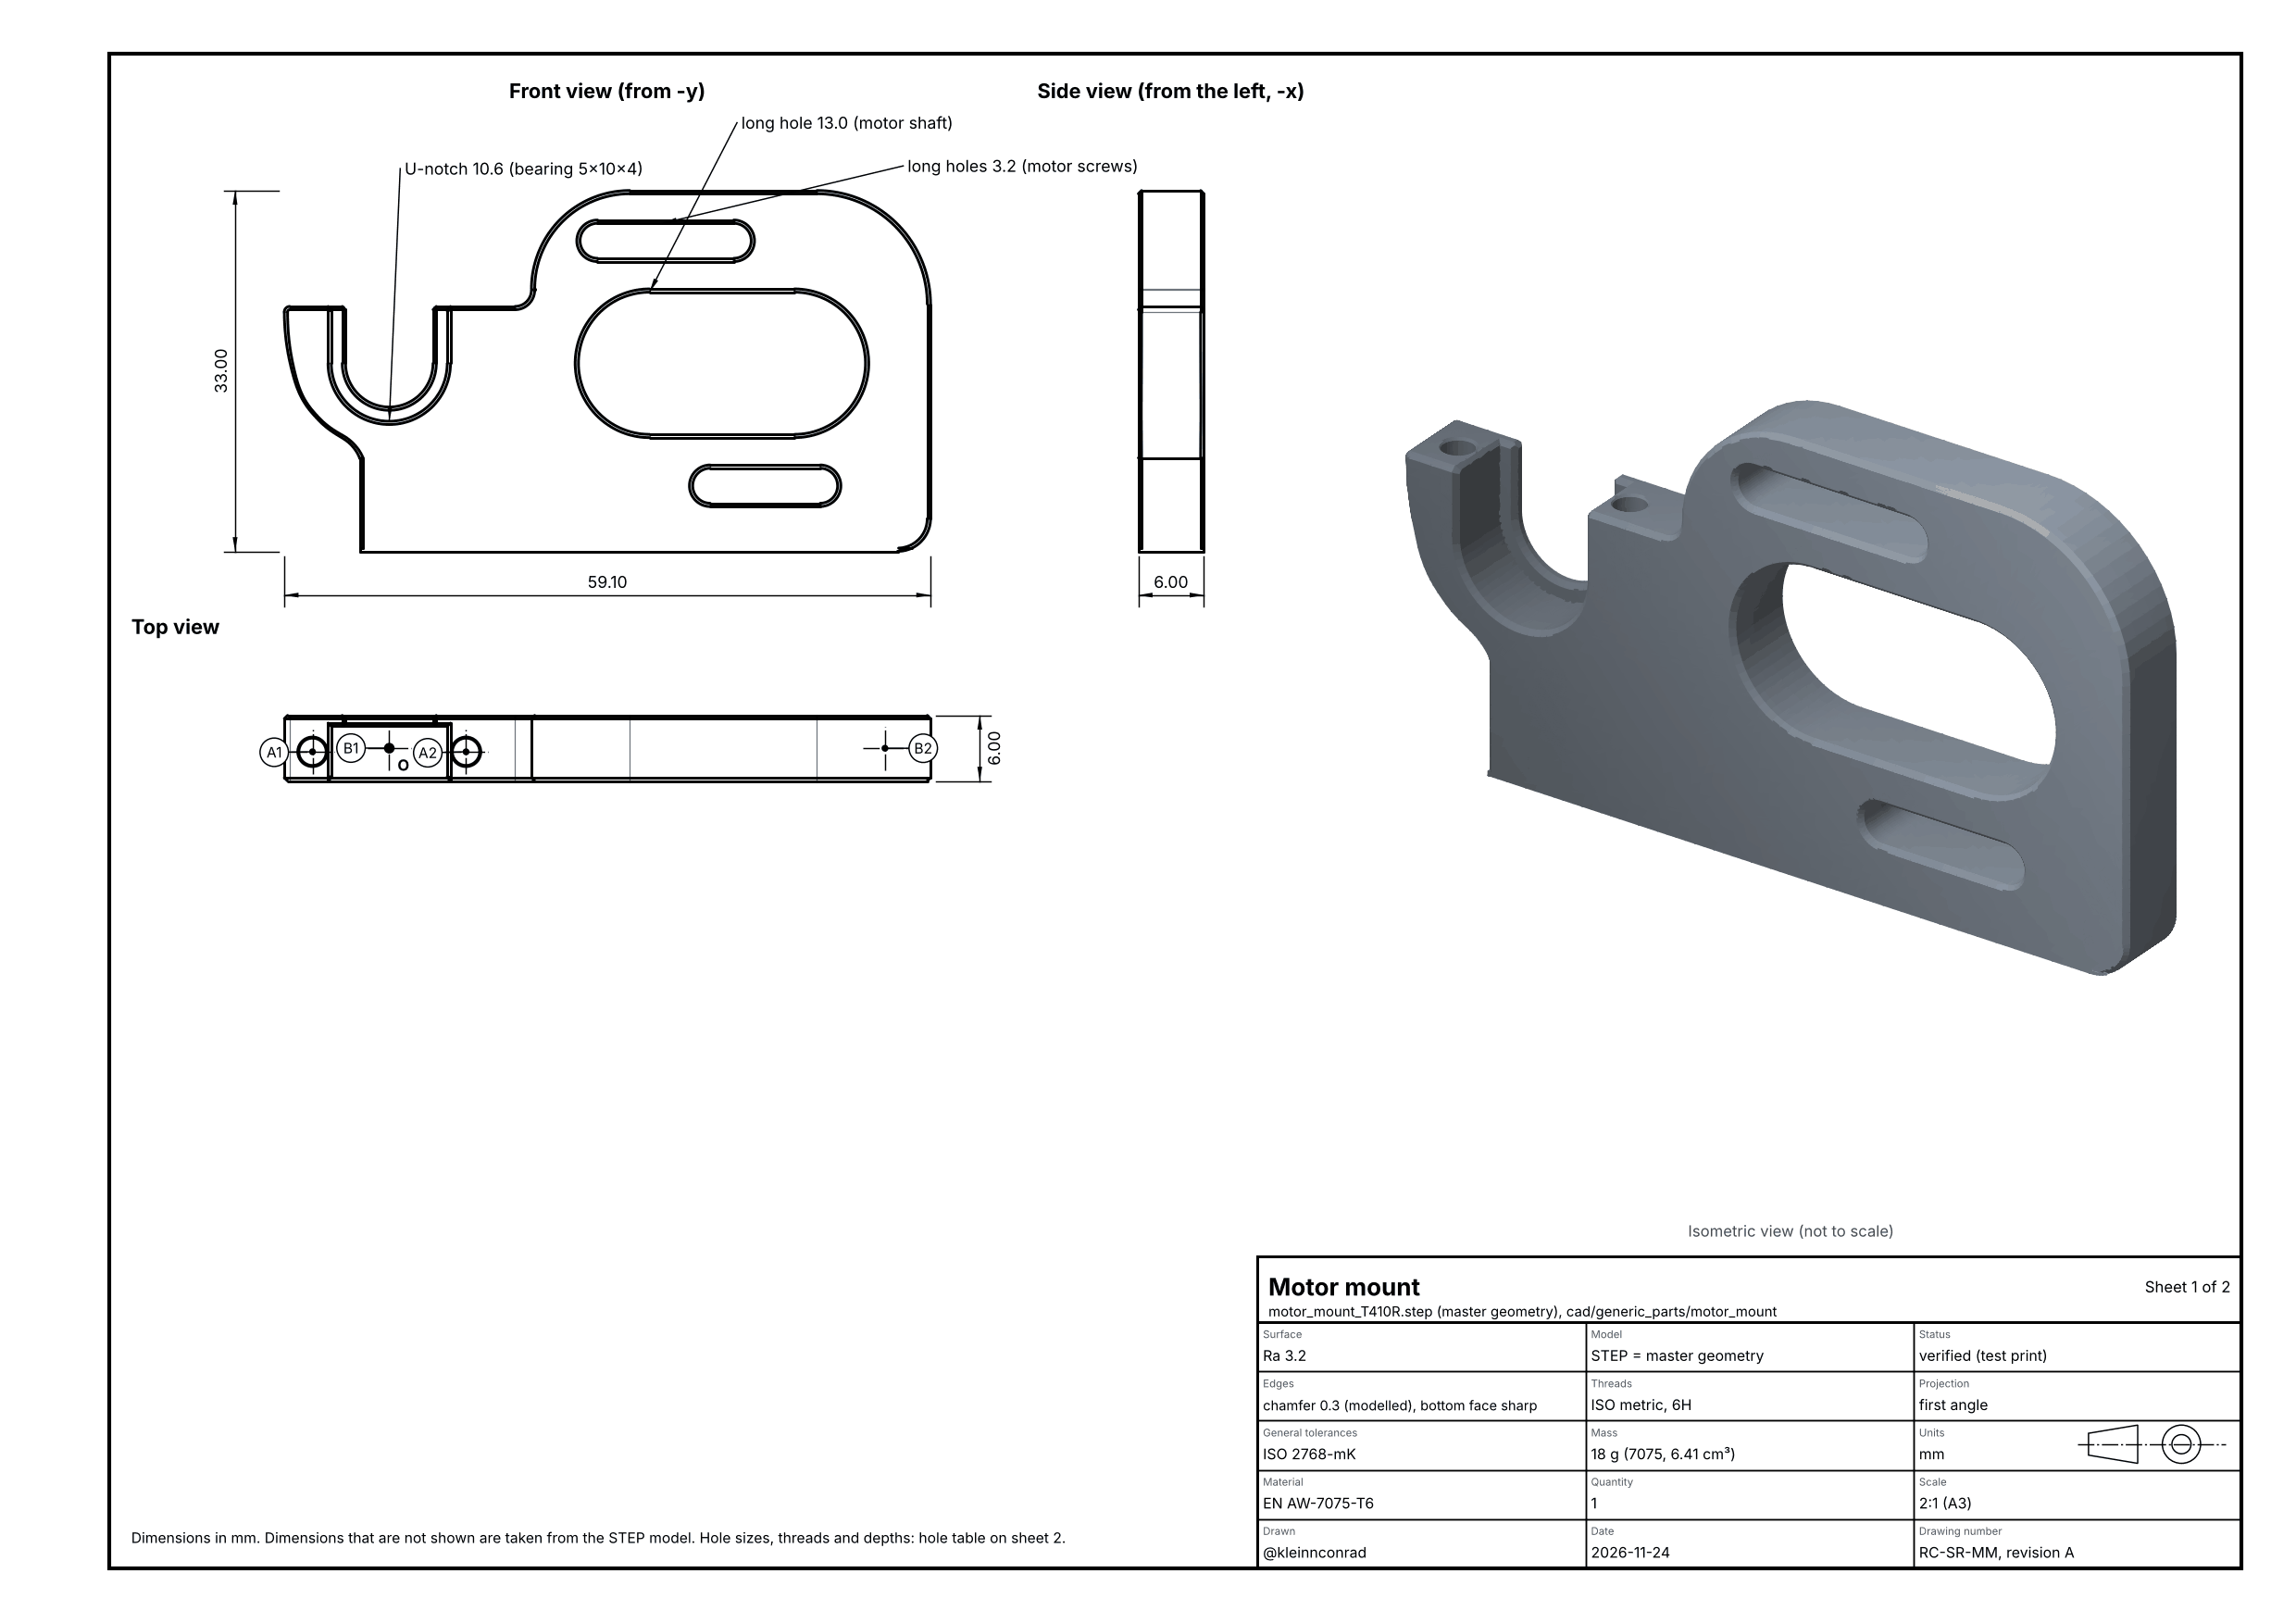 Front view (from -y)
Side view (from the left, -x)
long hole 13.0 (motor shaft)
U-notch 10.6 (bearing 5×10×4)
long holes 3.2 (motor screws)
33.00
59.10
6.00
Top view
A1
B1
A2
B2
O
6.00
Isometric view (not to scale)
Motor mount
Sheet 1 of 2
motor_mount_T410R.step (master geometry), cad/generic_parts/motor_mount
Surface
Ra 3.2
Model
STEP = master geometry
Status
verified (test print)
Edges
chamfer 0.3 (modelled), bottom face sharp
Threads
ISO metric, 6H
Projection
first angle
General tolerances
ISO 2768-mK
Mass
18 g (7075, 6.41 cm³)
Units
mm
Material
EN AW-7075-T6
Quantity
1
Scale
2:1 (A3)
Drawn
@kleinnconrad
Date
2026-11-24
Drawing number
RC-SR-MM, revision A
Dimensions in mm. Dimensions that are not shown are taken from the STEP model. Hole sizes, threads and depths: hole table on sheet 2.